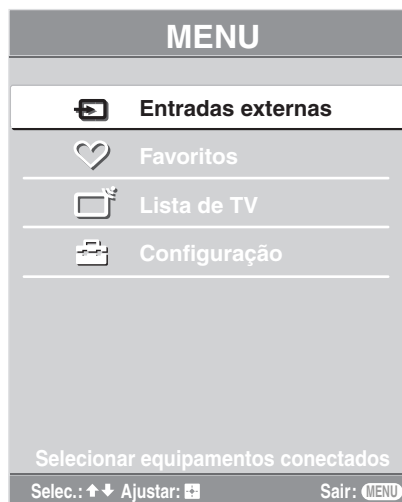 MENU
Entradas externas
Favoritos
Lista de TV
Configuração
Selecionar equipamentos conectados
Selec.: ↑↓ Ajustar: Sair: MENU